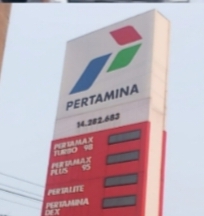 PERTAMINA
14.282.683
PERTAMAX
TURBO 98
PERTAMAX
PLUS 95
PERTALITE
PERTAMINA
DEX